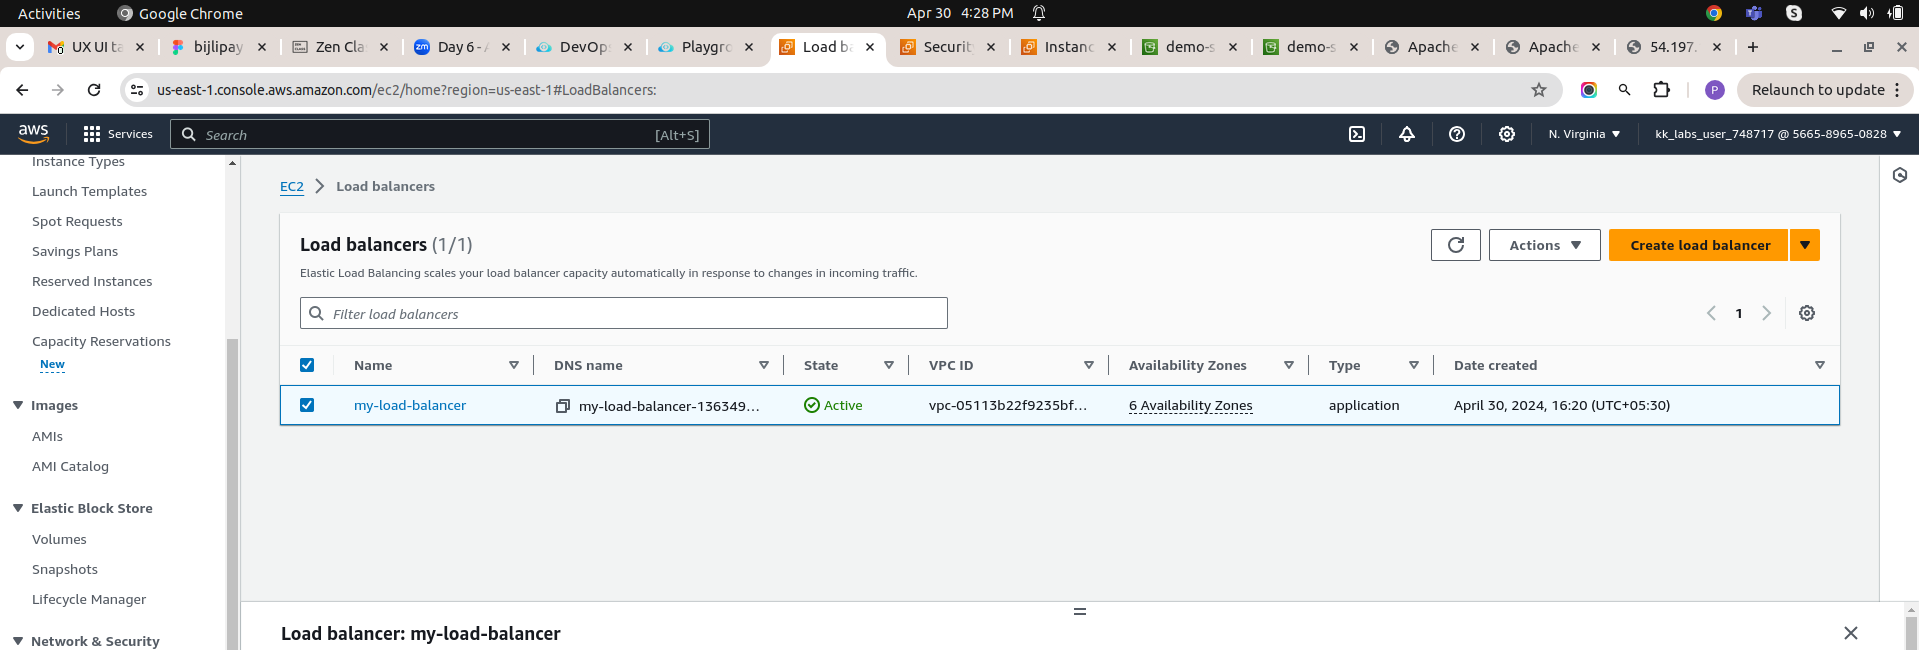 Activities Google Chrome Apr 30 4:28 PM
UX UI ta bijlipay Zen Cla Day 6 - A DevOps Playgro Load ba Security Instanc demo-s demo-s Apache Apache 54.197.
us-east-1.console.aws.amazon.com/ec2/home?region=us-east-1#LoadBalancers: P Relaunch to update
aws Services Search [Alt+S] N. Virginia kk_labs_user_748717 @ 5665-8965-0828
Instance Types
Launch Templates
Spot Requests
Savings Plans
Reserved Instances
Dedicated Hosts
Capacity Reservations
New
Images
AMIs
AMI Catalog
Elastic Block Store
Volumes
Snapshots
Lifecycle Manager
Network & Security
EC2 Load balancers
Load balancers (1/1) Actions Create load balancer
Elastic Load Balancing scales your load balancer capacity automatically in response to changes in incoming traffic.
Filter load balancers 1
Name DNS name State VPC ID Availability Zones Type Date created
my-load-balancer my-load-balancer-136349... Active vpc-05113b22f9235bf... 6 Availability Zones application April 30, 2024, 16:20 (UTC+05:30)
Load balancer: my-load-balancer